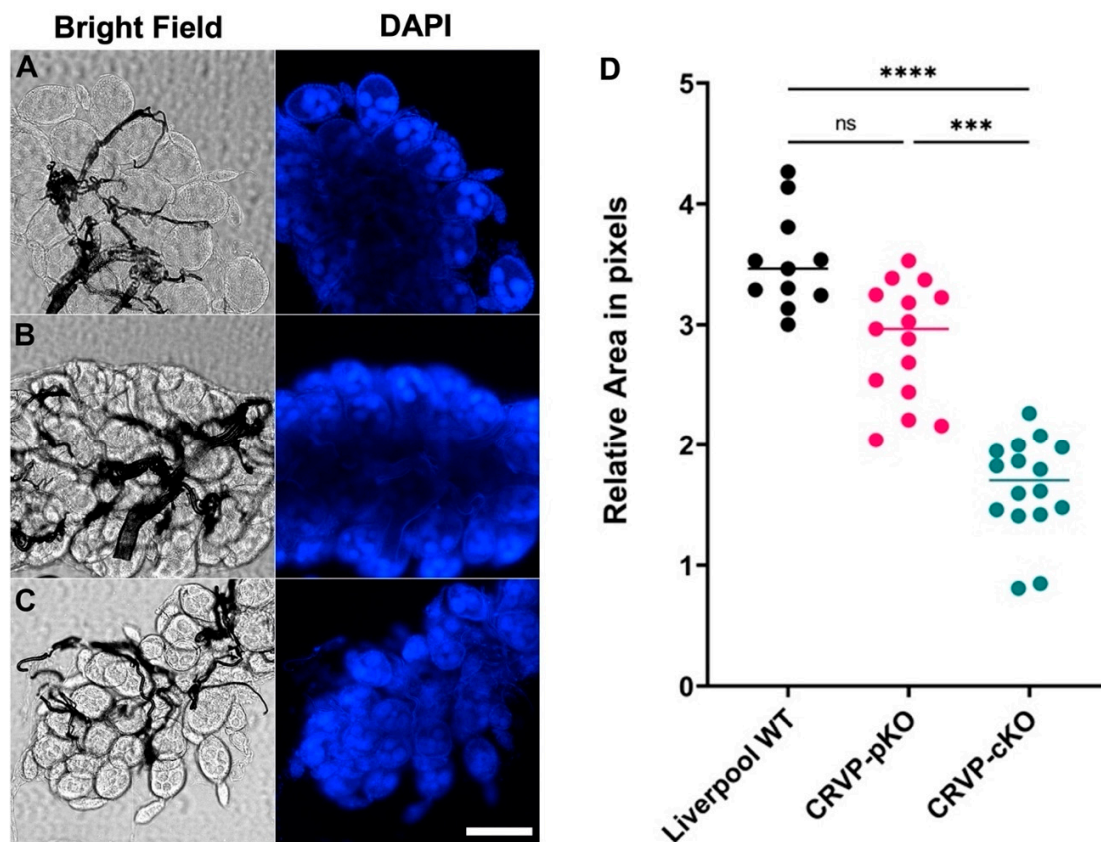 Bright Field
DAPI
A
B
C
D
****
ns
***
Relative Area in pixels
5
4
3
2
1
0
Liverpool WT
CRVP-pKO
CRVP-cKO